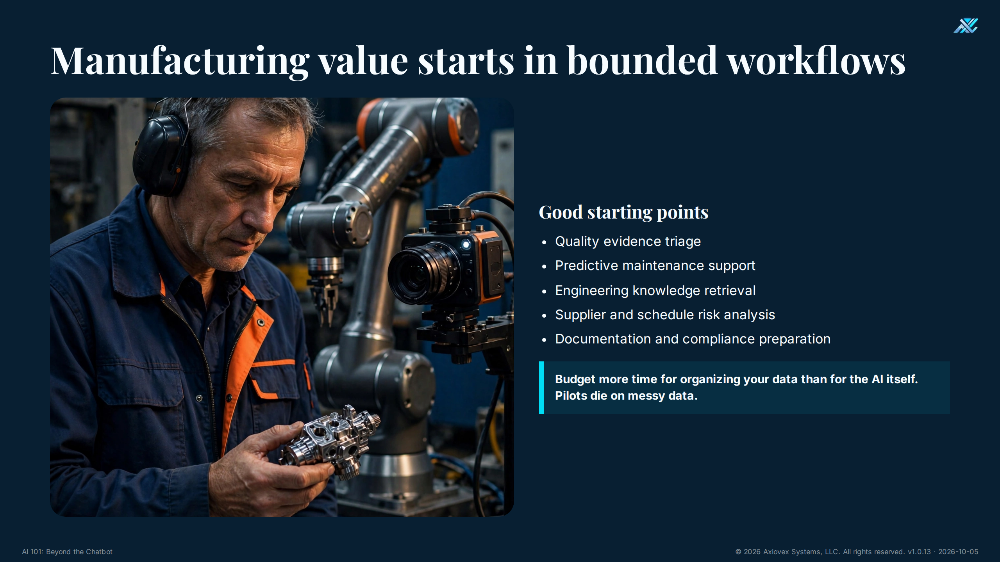 Manufacturing value starts in bounded workflows
Good starting points
• Quality evidence triage
• Predictive maintenance support
• Engineering knowledge retrieval
• Supplier and schedule risk analysis
• Documentation and compliance preparation
Budget more time for organizing your data than for the AI itself.
Pilots die on messy data.
AI 101: Beyond the Chatbot
© 2026 Axiovex Systems, LLC. All rights reserved. v1.0.13 · 2026-10-05